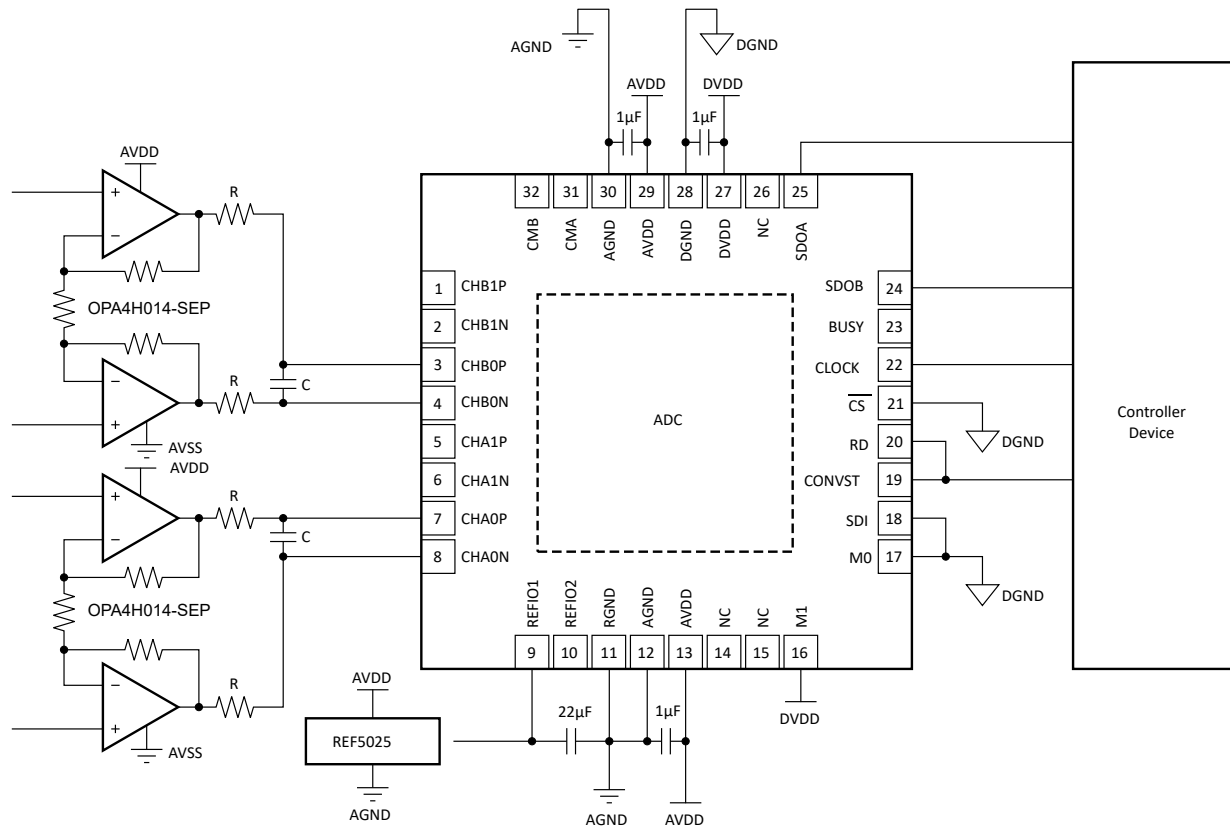 AGND
DGND
AVDD
DVDD
1µF
1µF
AVDD
R
+
−
OPA4H014-SEP
−
+
R
C
AVSS
AVDD
R
+
−
C
OPA4H014-SEP
−
+
R
AVSS
32 31 30 29 28 27 26 25
CMB CMA AGND AVDD DGND DVDD NC SDOA
1 CHB1P
2 CHB1N
3 CHB0P
4 CHB0N
5 CHA1P
6 CHA1N
7 CHA0P
8 CHA0N
ADC
SDOB 24
BUSY 23
CLOCK 22
CS 21
RD 20
CONVST 19
SDI 18
M0 17
DGND
DGND
Controller
Device
REFIO1 REFIO2 RGND AGND AVDD NC NC M1
9 10 11 12 13 14 15 16
AVDD
REF5025
AGND
22µF
1µF
DVDD
AGND
AVDD